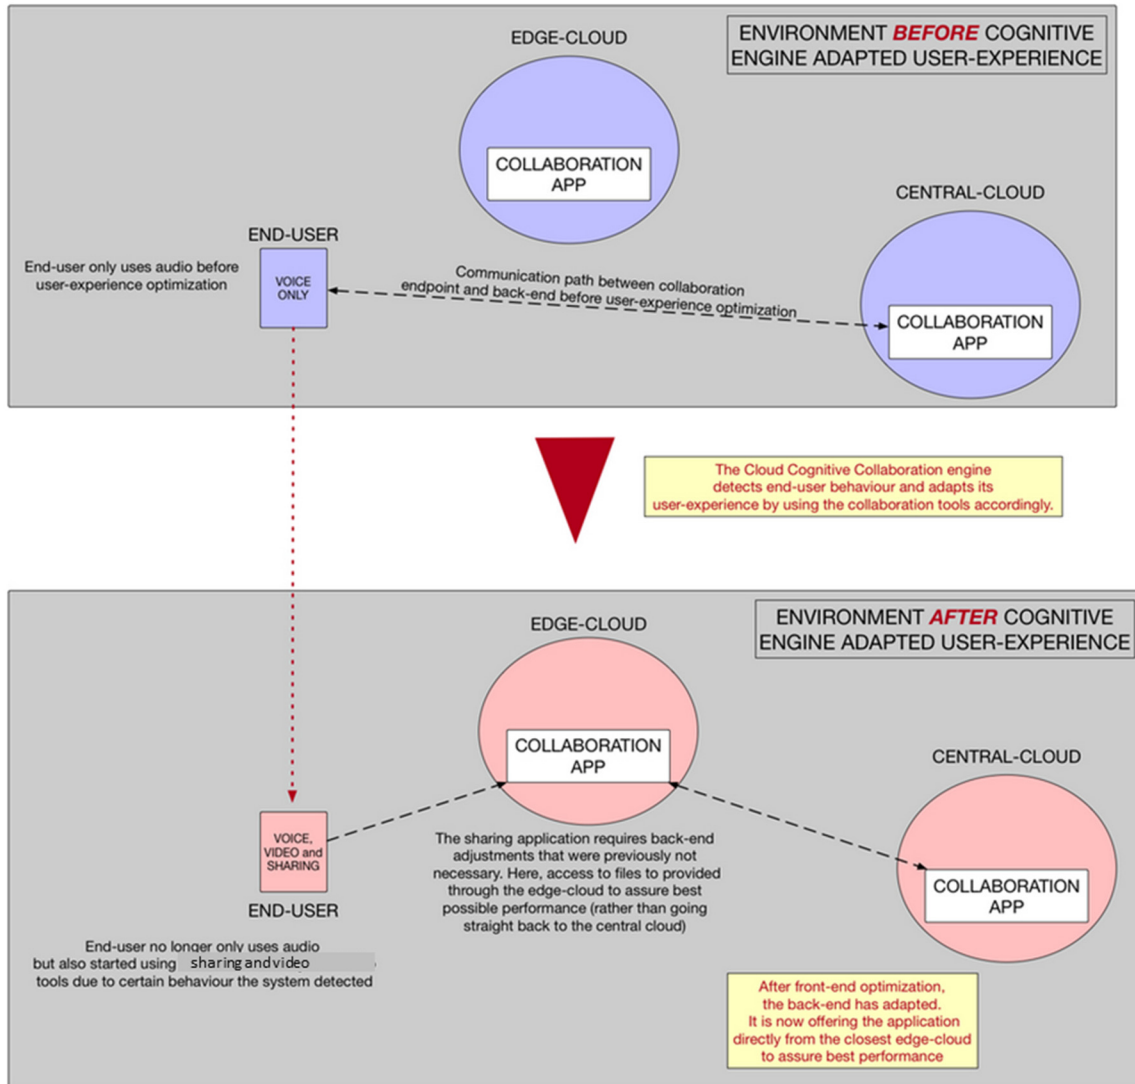 EDGE-CLOUD
ENVIRONMENT BEFORE COGNITIVE
ENGINE ADAPTED USER-EXPERIENCE
COLLABORATION
APP
CENTRAL-CLOUD
END-USER
End-user only uses audio before
user-experience optimization
VOICE
ONLY
Communication path between collaboration
endpoint and back-end before user-experience optimization
COLLABORATION
APP
The Cloud Cognitive Collaboration engine
detects end-user behaviour and adapts its
user-experience by using the collaboration tools accordingly.
ENVIRONMENT AFTER COGNITIVE
ENGINE ADAPTED USER-EXPERIENCE
EDGE-CLOUD
COLLABORATION
APP
CENTRAL-CLOUD
VOICE,
VIDEO and
SHARING
END-USER
The sharing application requires back-end
adjustments that were previously not
necessary. Here, access to files to provided
through the edge-cloud to assure best
possible performance (rather than going
straight back to the central cloud)
COLLABORATION
APP
End-user no longer only uses audio
but also started using sharing and video
tools due to certain behaviour the system detected
After front-end optimization,
the back-end has adapted.
It is now offering the application
directly from the closest edge-cloud
to assure best performance